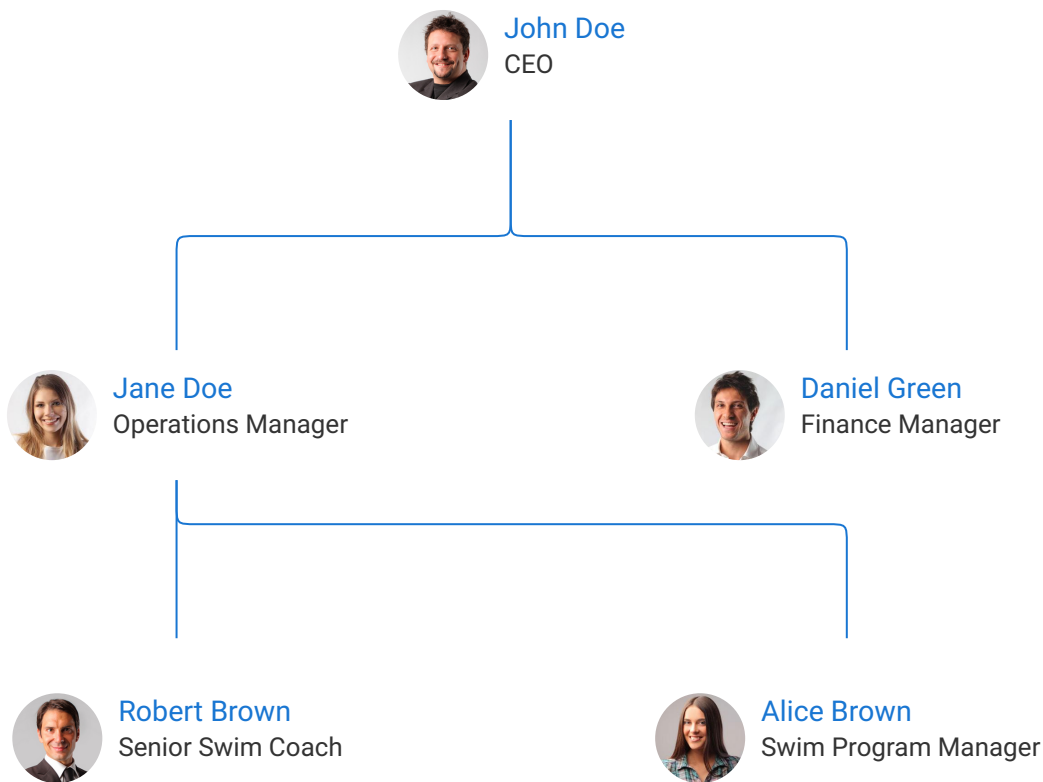 John Doe
CEO
Jane Doe
Operations Manager
Daniel Green
Finance Manager
Robert Brown
Senior Swim Coach
Alice Brown
Swim Program Manager